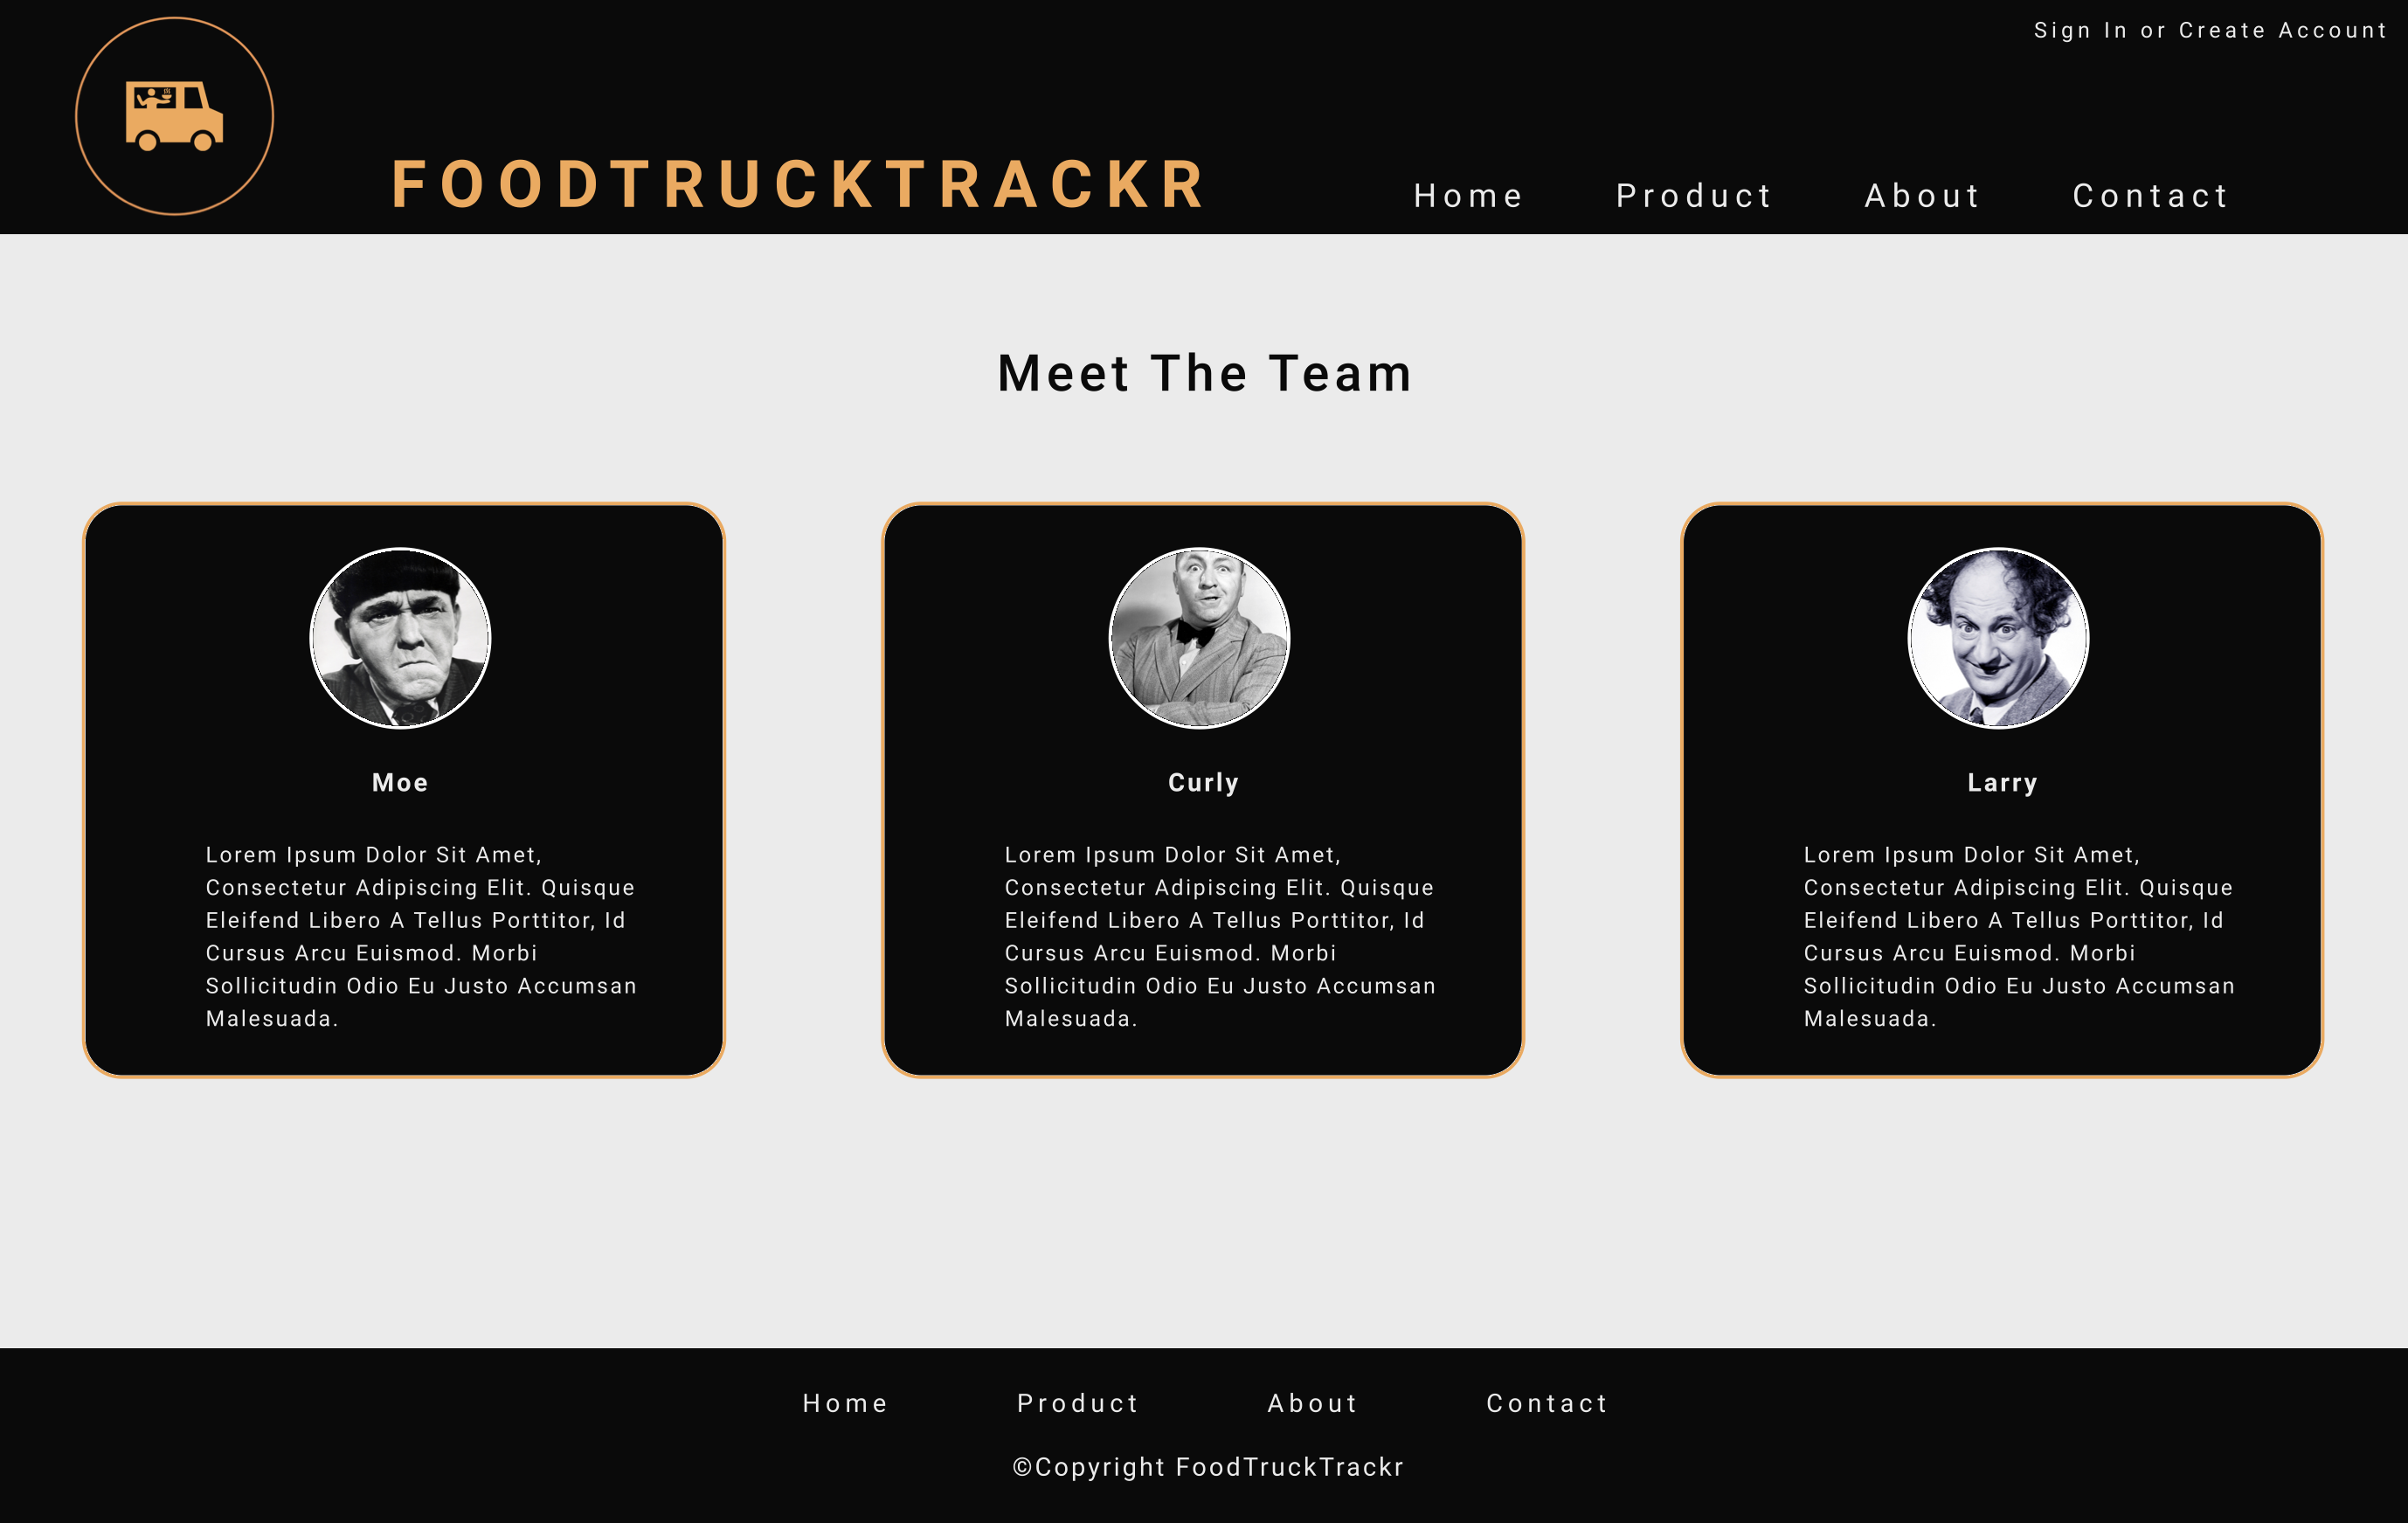 Sign In or Create Account
FOODTRUCKTRACKR
Home Product About Contact
Meet The Team
Moe
Lorem Ipsum Dolor Sit Amet,
Consectetur Adipiscing Elit. Quisque
Eleifend Libero A Tellus Porttitor, Id
Cursus Arcu Euismod. Morbi
Sollicitudin Odio Eu Justo Accumsan
Malesuada.
Curly
Lorem Ipsum Dolor Sit Amet,
Consectetur Adipiscing Elit. Quisque
Eleifend Libero A Tellus Porttitor, Id
Cursus Arcu Euismod. Morbi
Sollicitudin Odio Eu Justo Accumsan
Malesuada.
Larry
Lorem Ipsum Dolor Sit Amet,
Consectetur Adipiscing Elit. Quisque
Eleifend Libero A Tellus Porttitor, Id
Cursus Arcu Euismod. Morbi
Sollicitudin Odio Eu Justo Accumsan
Malesuada.
Home Product About Contact
©Copyright FoodTruckTrackr